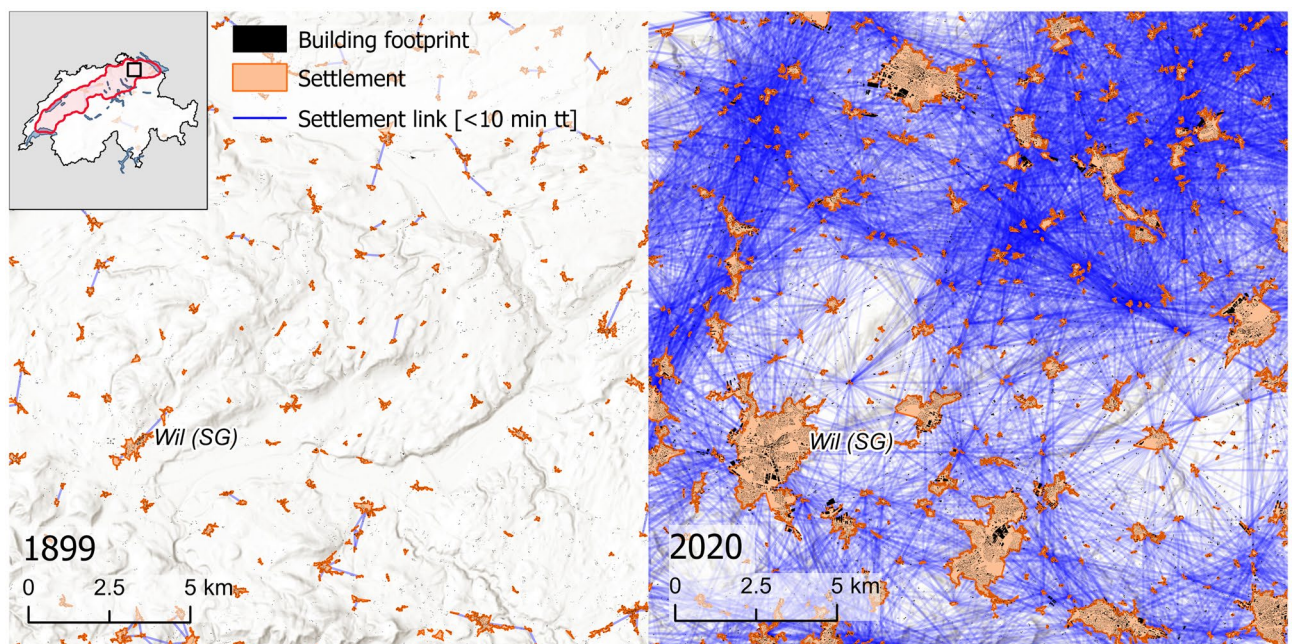 Building footprint
Settlement
Settlement link [<10 min tt]
Wil (SG)
1899
0 2.5 5 km
Wil (SG)
2020
0 2.5 5 km